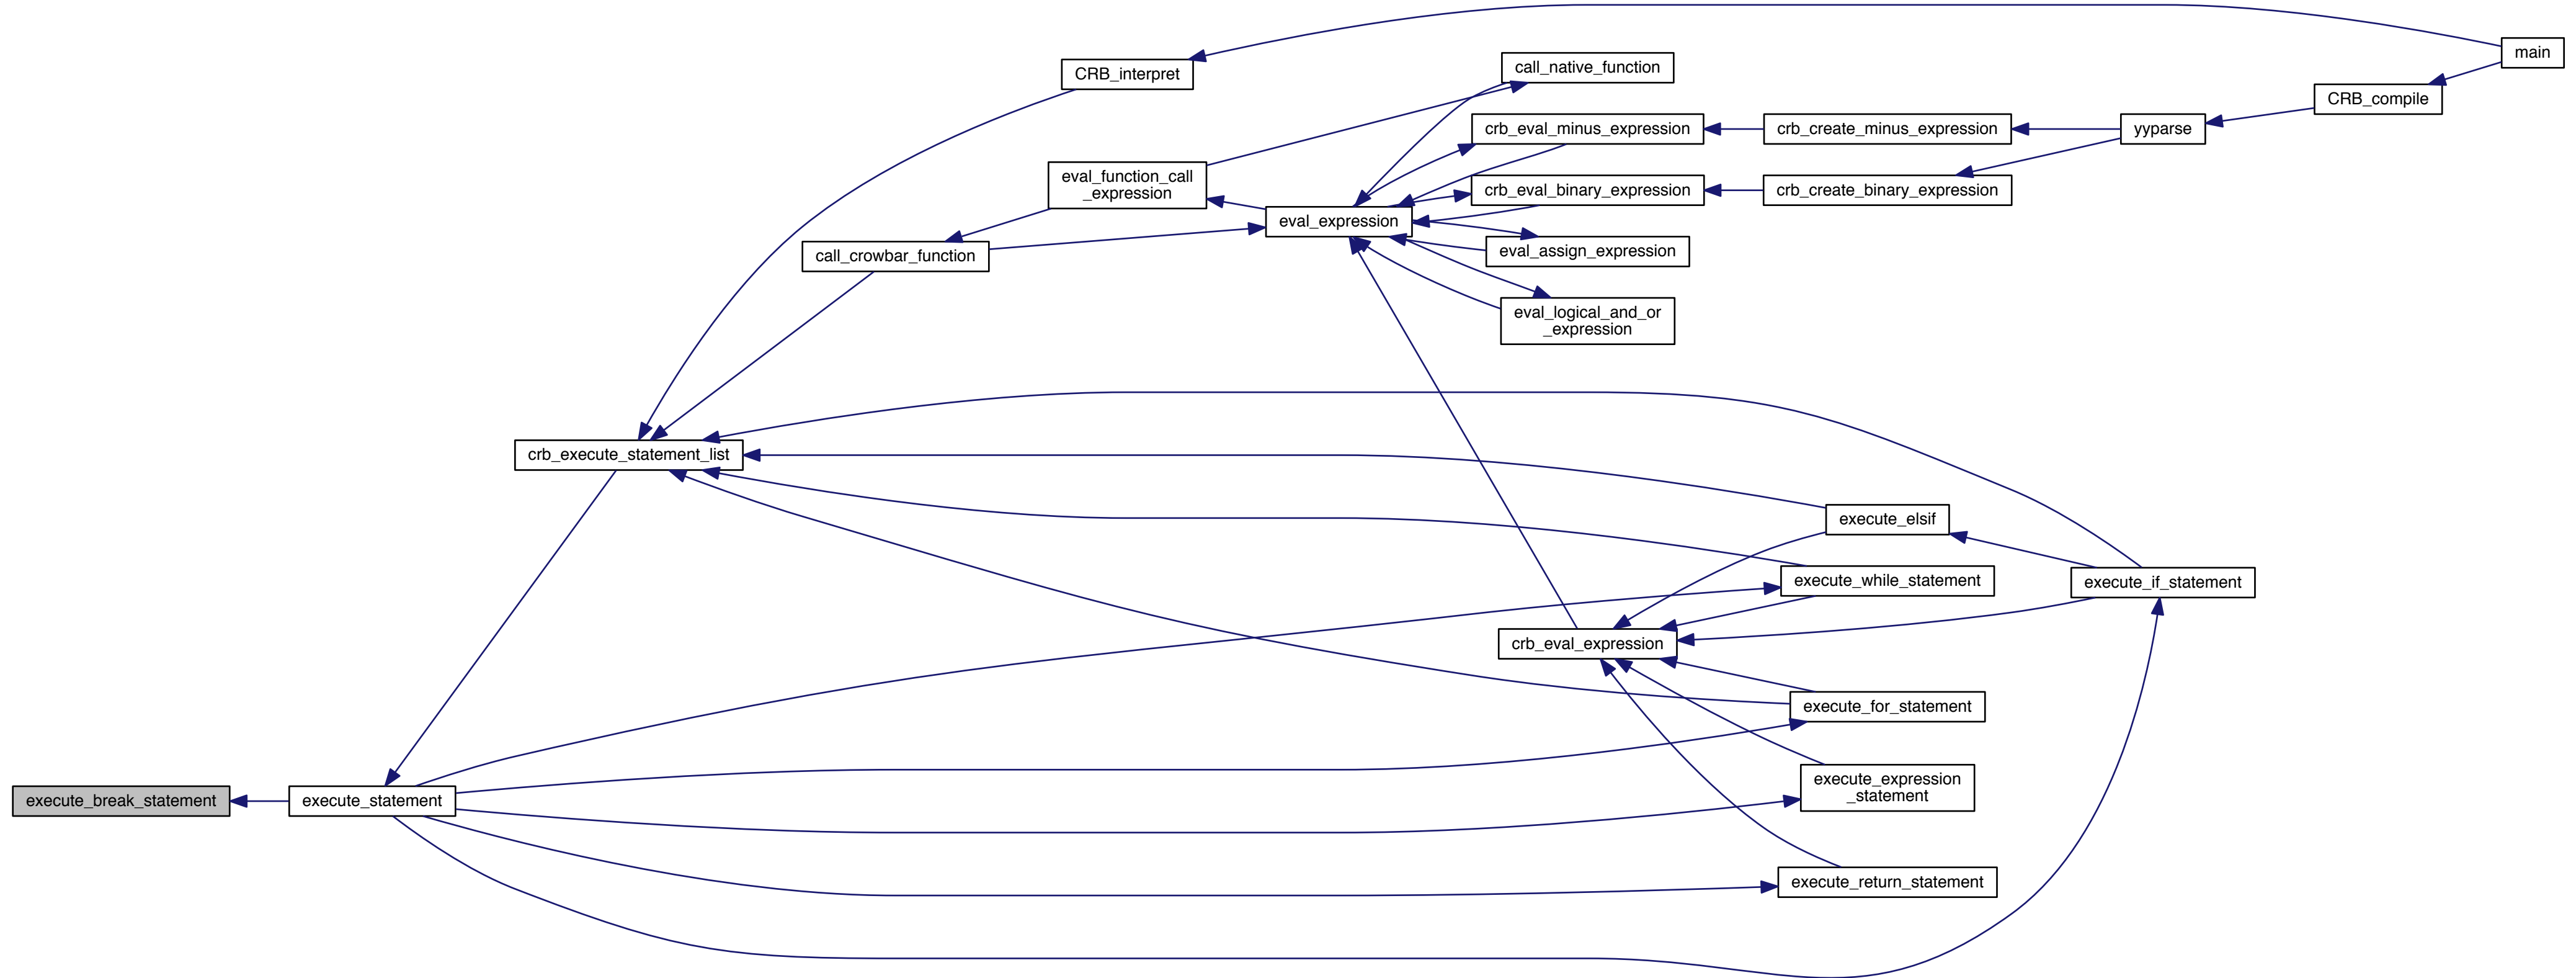 main
CRB_interpret
call_native_function
CRB_compile
crb_eval_minus_expression
crb_create_minus_expression
yyparse
eval_function_call
_expression
crb_eval_binary_expression
crb_create_binary_expression
eval_expression
call_crowbar_function
eval_assign_expression
eval_logical_and_or
_expression
crb_execute_statement_list
execute_elsif
execute_while_statement
execute_if_statement
crb_eval_expression
execute_for_statement
execute_expression
_statement
execute_break_statement
execute_statement
execute_return_statement